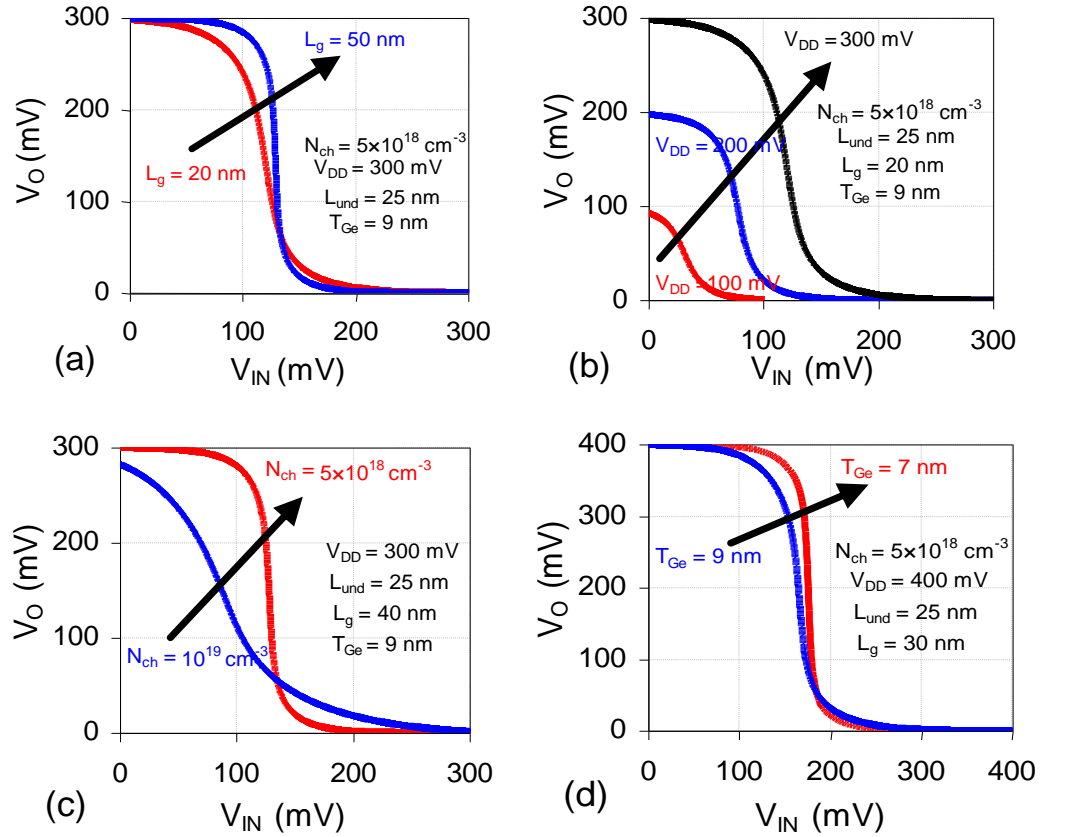 300
200
100
0
V_O (mV)
L_g = 50 nm
L_g = 20 nm
N_ch = 5×10^18 cm^-3
V_DD = 300 mV
L_und = 25 nm
T_Ge = 9 nm
0
100
200
300
V_IN (mV)
(a)
300
200
100
0
V_O (mV)
V_DD = 300 mV
V_DD = 200 mV
V_DD = 100 mV
N_ch = 5×10^18 cm^-3
L_und = 25 nm
L_g = 20 nm
T_Ge = 9 nm
0
100
200
300
V_IN (mV)
(b)
300
200
100
0
V_O (mV)
N_ch = 5×10^18 cm^-3
N_ch = 10^19 cm^-3
V_DD = 300 mV
L_und = 25 nm
L_g = 40 nm
T_Ge = 9 nm
0
100
200
300
V_IN (mV)
(c)
400
300
200
100
0
V_O (mV)
T_Ge = 7 nm
T_Ge = 9 nm
N_ch = 5×10^18 cm^-3
V_DD = 400 mV
L_und = 25 nm
L_g = 30 nm
0
100
200
300
400
V_IN (mV)
(d)